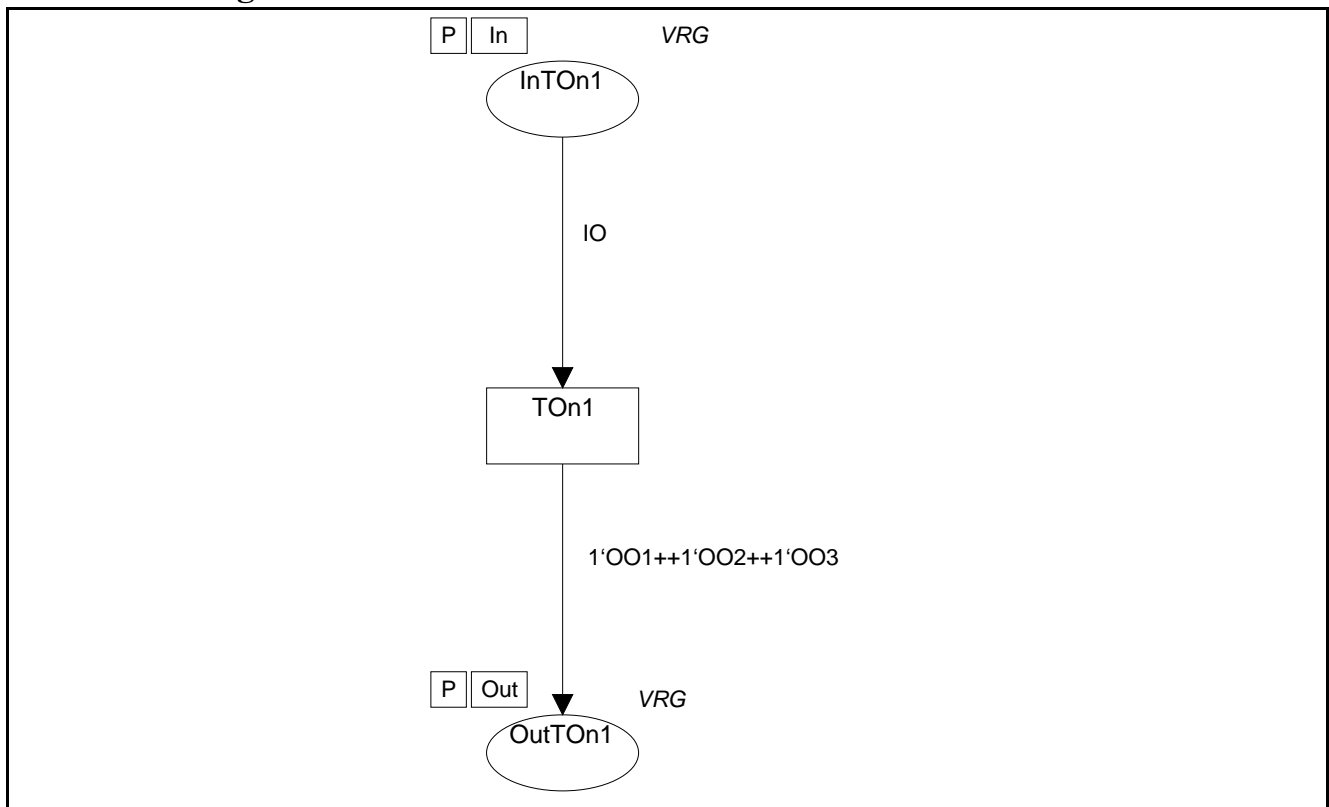 P In VRG
InTOn1
IO
TOn1
1‘OO1++1‘OO2++1‘OO3
P Out VRG
OutTOn1